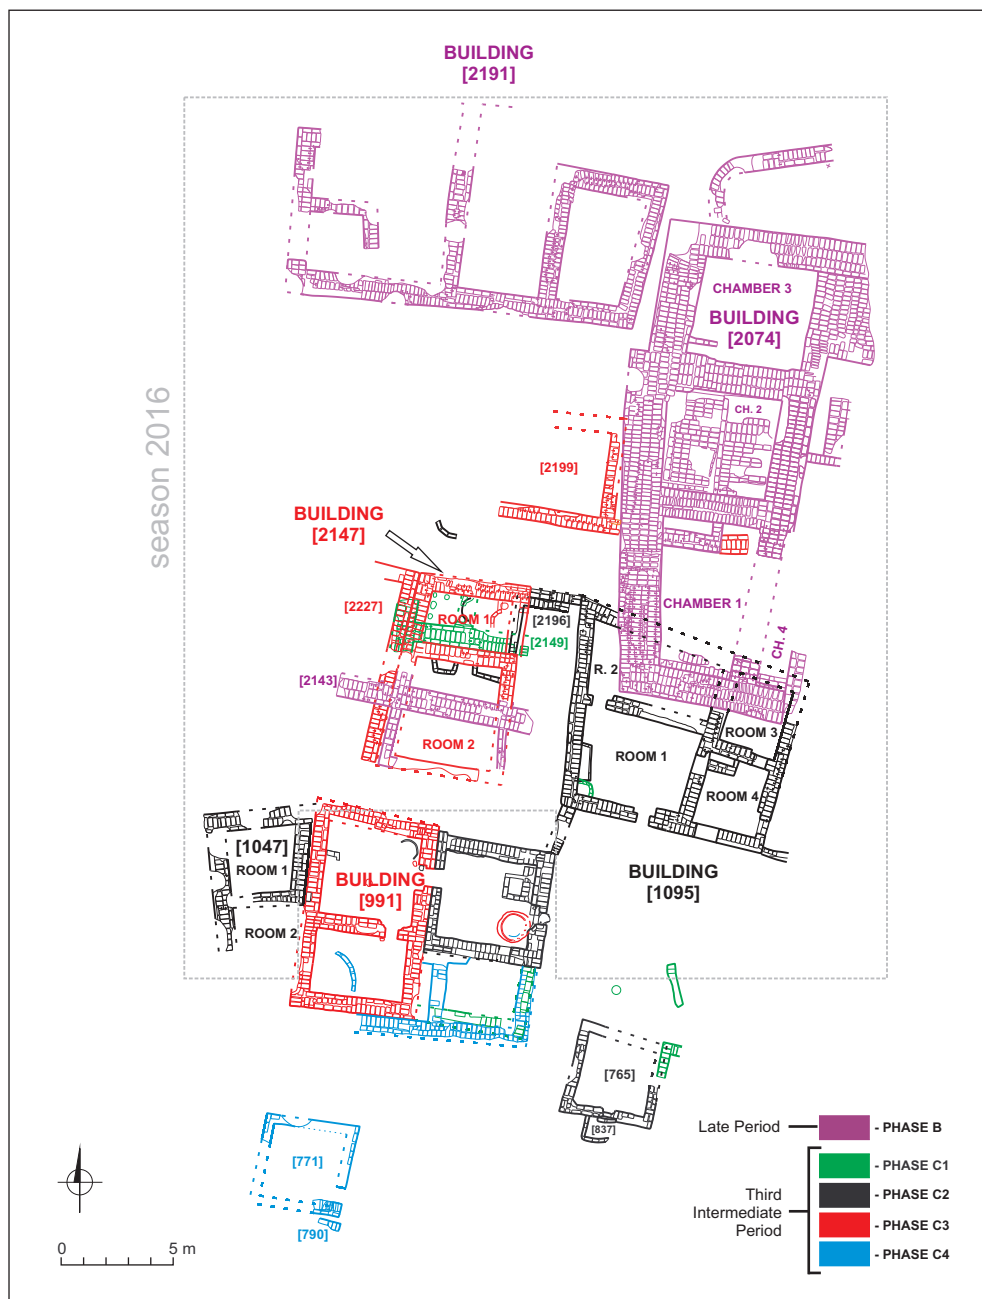 BUILDING
[2191]
season 2016
CHAMBER 3
BUILDING
[2074]
CH. 2
[2199]
BUILDING
[2147]
[2227]
ROOM 1
[2196]
[2149]
CHAMBER 1
CH. 4
R. 2
[2143]
ROOM 3
ROOM 2
ROOM 1
ROOM 4
[1047]
ROOM 1
BUILDING
[991]
BUILDING
[1095]
ROOM 2
[765]
[837]
[771]
[790]
Late Period
- PHASE B
- PHASE C1
Third
Intermediate
Period
- PHASE C2
- PHASE C3
- PHASE C4
0
5 m